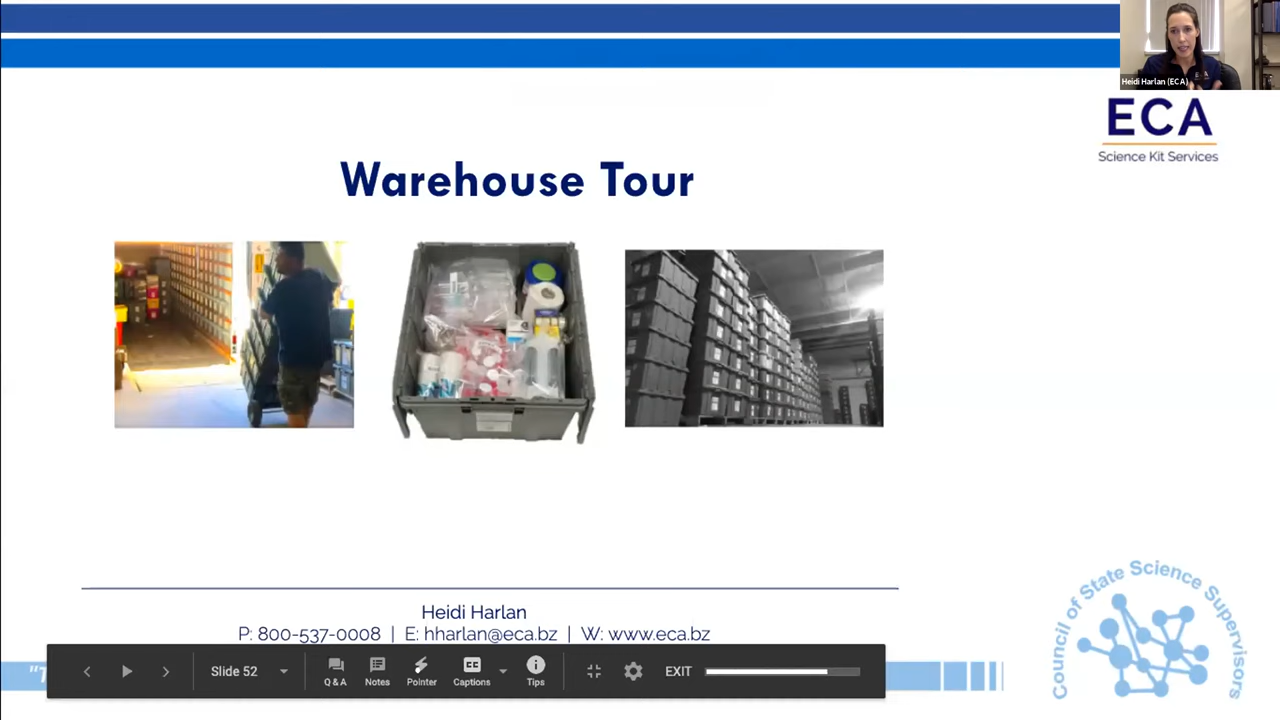 Heidi Harlan (ECA)
ECA
Science Kit Services
Warehouse Tour
Heidi Harlan
P: 800-537-0008 | E: hharlan@eca.bz | W: www.eca.bz
Slide 52
Q & A
Notes
Pointer
CC
Captions
Tips
EXIT
Council of State Science Supervisors